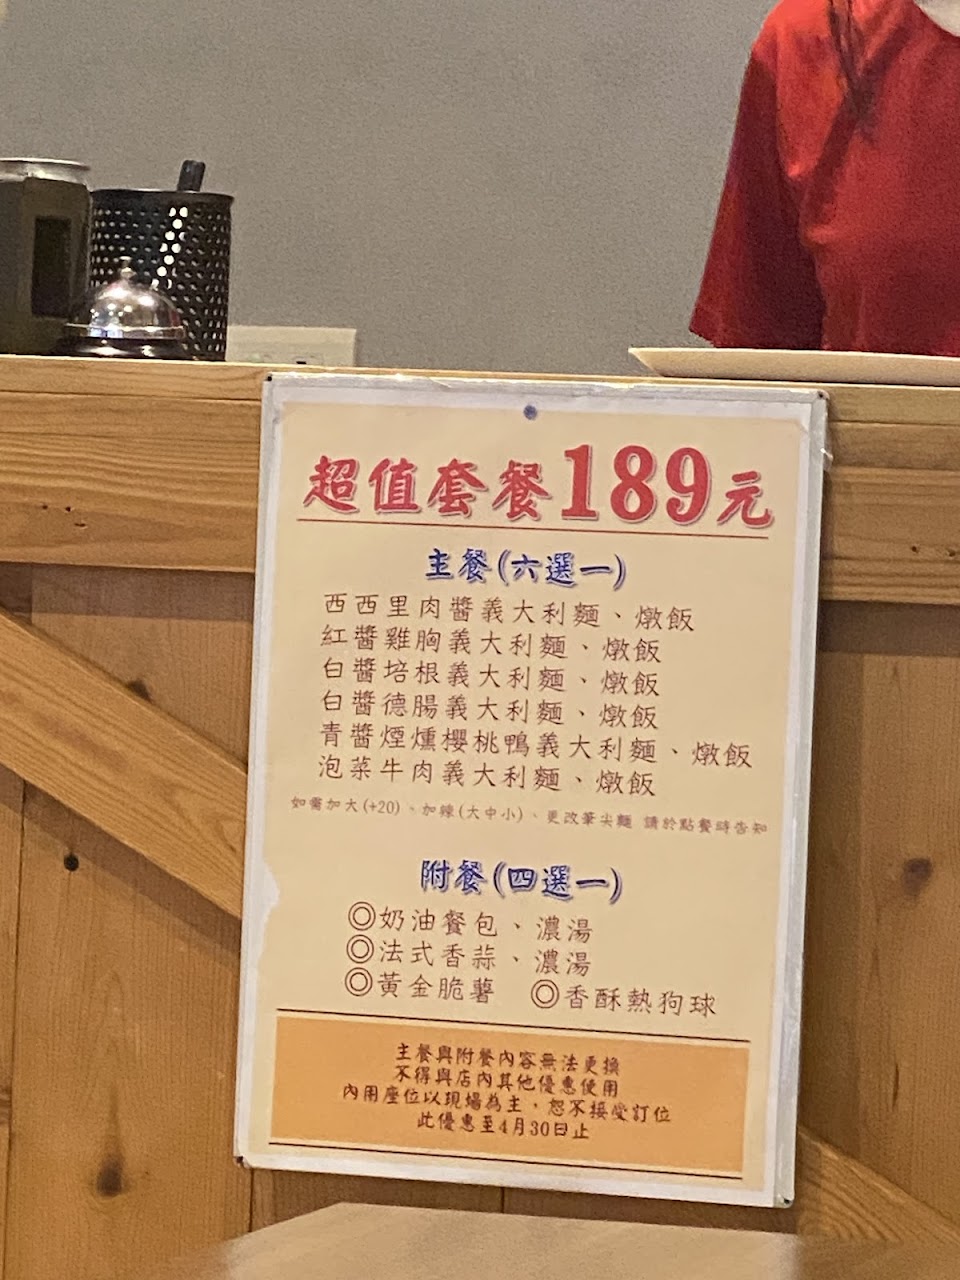 超值套餐189元
主餐(六選一)
西西里肉醬義大利麵、燉飯
紅醬雞胸義大利麵、燉飯
白醬培根義大利麵、燉飯
白醬德腸義大利麵、燉飯
青醬煙燻櫻桃鴨義大利麵、燉飯
泡菜牛肉義大利麵、燉飯
如需加大(+20)、加辣(大中小)、更改筆尖麵 請於點餐時告知
附餐(四選一)
◎奶油餐包、濃湯
◎法式香蒜、濃湯
◎黃金脆薯 ◎香酥熱狗球
主餐與附餐內容無法更換
不得與店內其他優惠使用
內用座位以現場為主，恕不接受訂位
此優惠至4月30日止